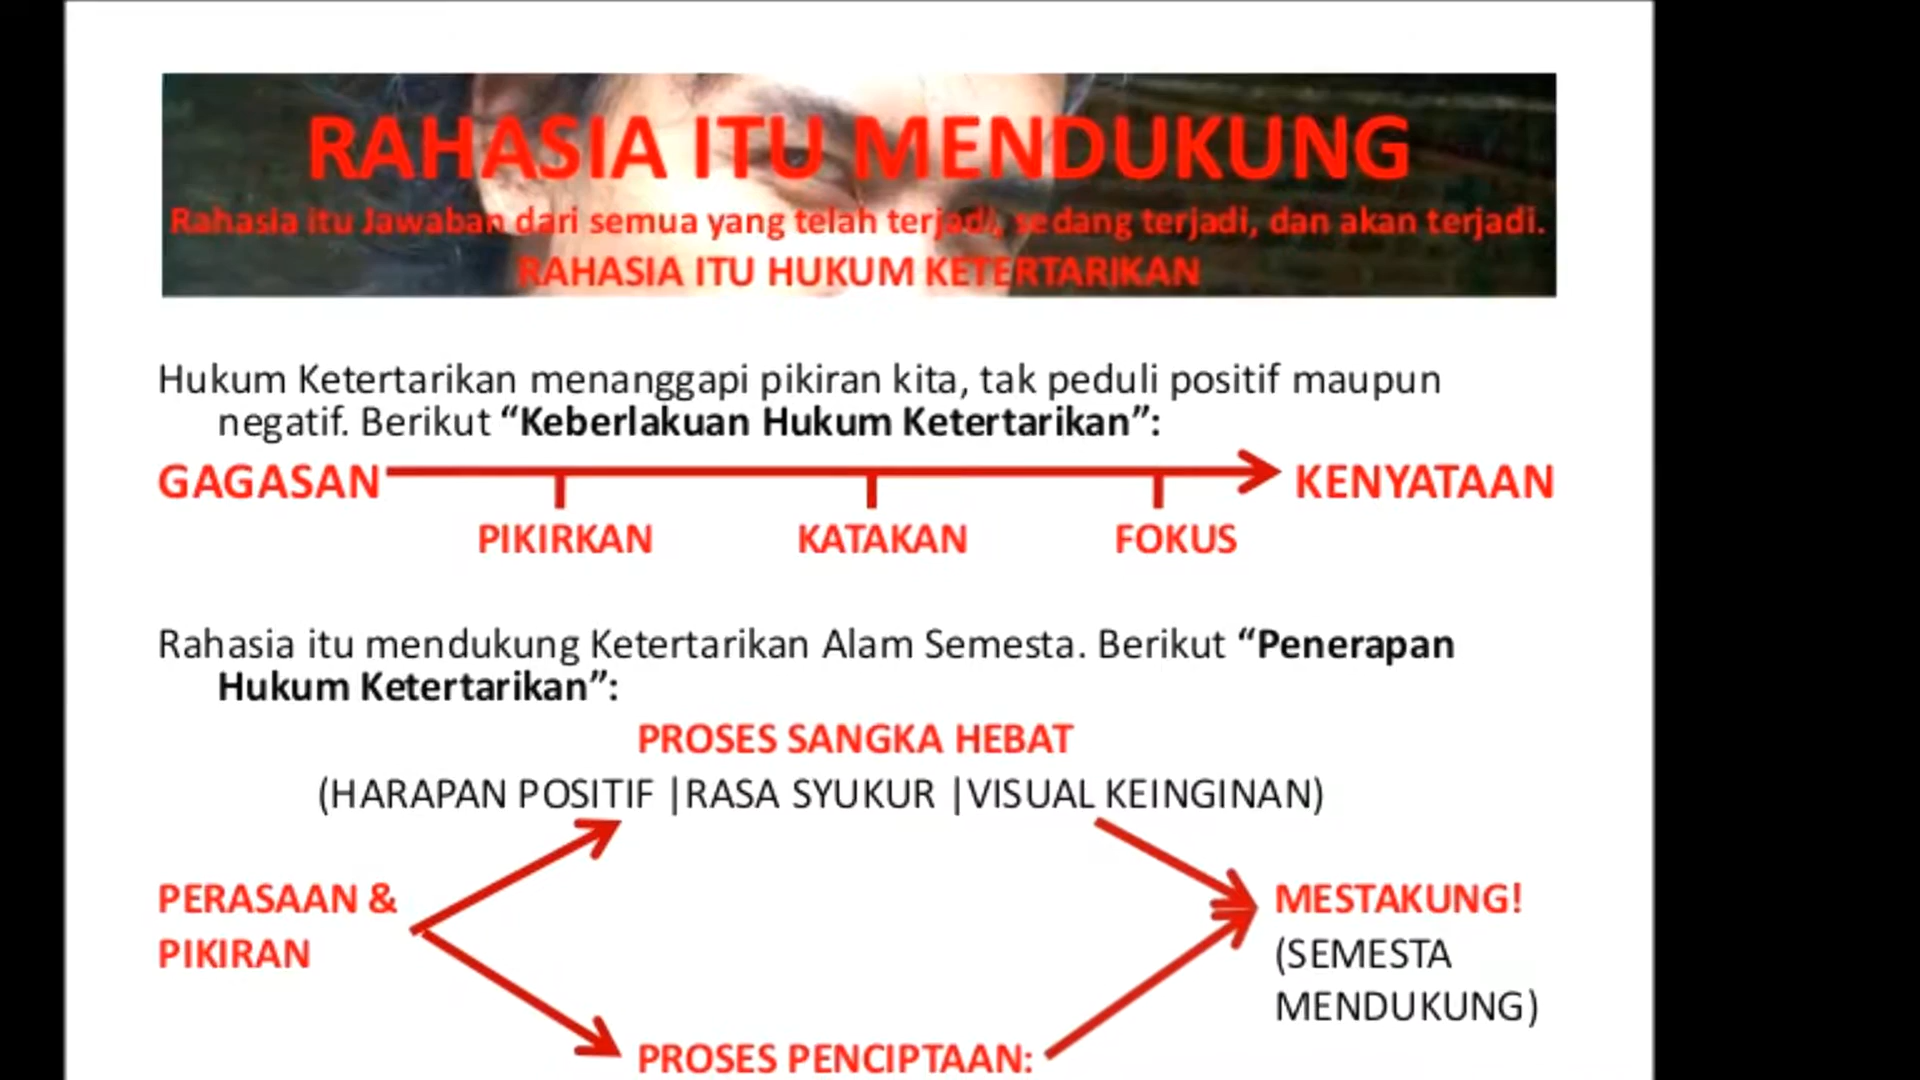 RAHASIA ITU MENDUKUNG
Rahasia itu Jawaban dari semua yang telah terjadi, sedang terjadi, dan akan terjadi.
RAHASIA ITU HUKUM KETERTARIKAN
Hukum Ketertarikan menanggapi pikiran kita, tak peduli positif maupun
negatif. Berikut “Keberlakuan Hukum Ketertarikan”:
GAGASAN
KENYATAAN
PIKIRKAN
KATAKAN
FOKUS
Rahasia itu mendukung Ketertarikan Alam Semesta. Berikut “Penerapan
Hukum Ketertarikan”:
PROSES SANGKA HEBAT
(HARAPAN POSITIF |RASA SYUKUR |VISUAL KEINGINAN)
PERASAAN &
PIKIRAN
MESTAKUNG!
(SEMESTA
MENDUKUNG)
PROSES PENCIPTAAN: